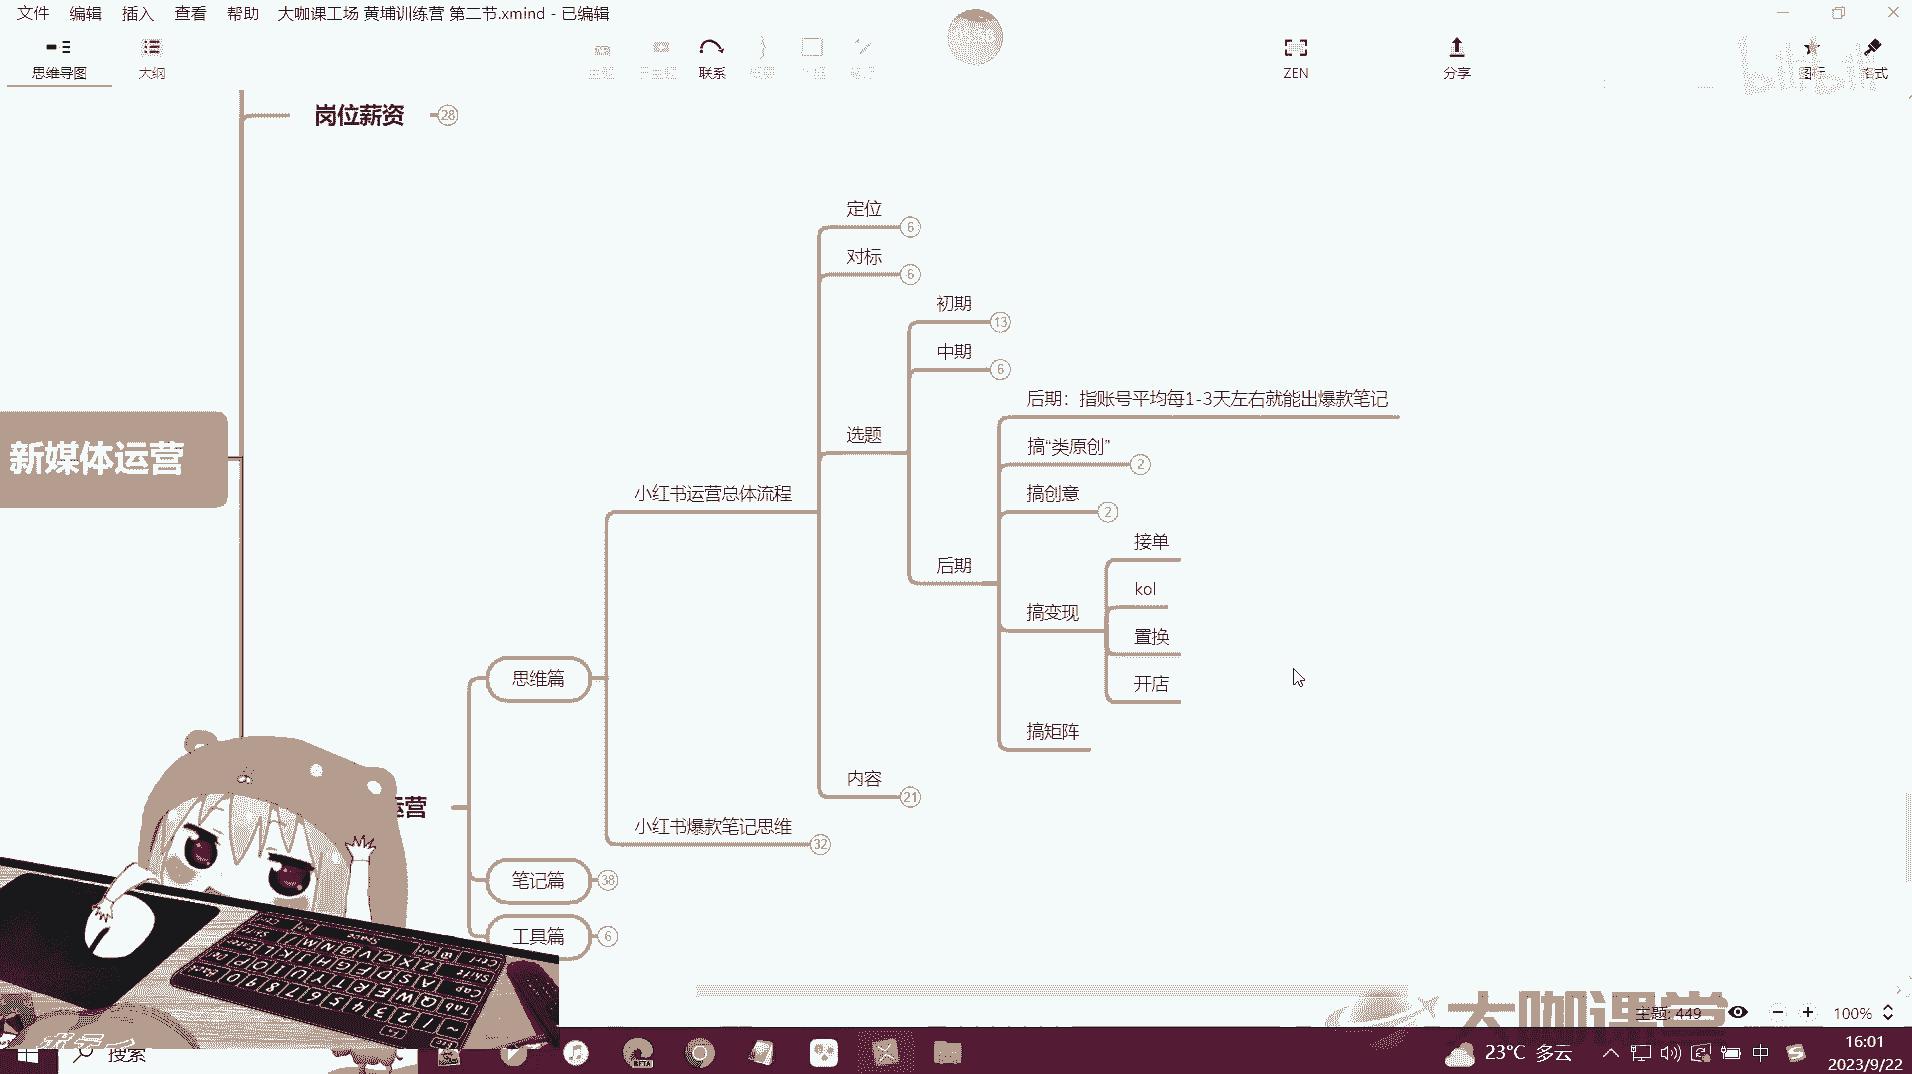 文件 编辑 插入 查看 帮助 大咖课工场 黄埔训练营 第二节.xmind - 已编辑
思维导图 大纲 联系 ZEN 分享
岗位薪资 28
定位 6
对标 6
初期 13
中期 6
后期：指账号平均每1-3天左右就能出爆款笔记
选题
搞“类原创” 2
新媒体运营
小红书运营总体流程
搞创意 2
接单
后期
kol
搞变现
置换
思维篇
开店
搞矩阵
内容 21
运营
小红书爆款笔记思维 32
笔记篇 38
工具篇 6
大咖课堂
主题: 449 100%
搜索
BETA
23°C 多云
中
16:01
2023/9/22